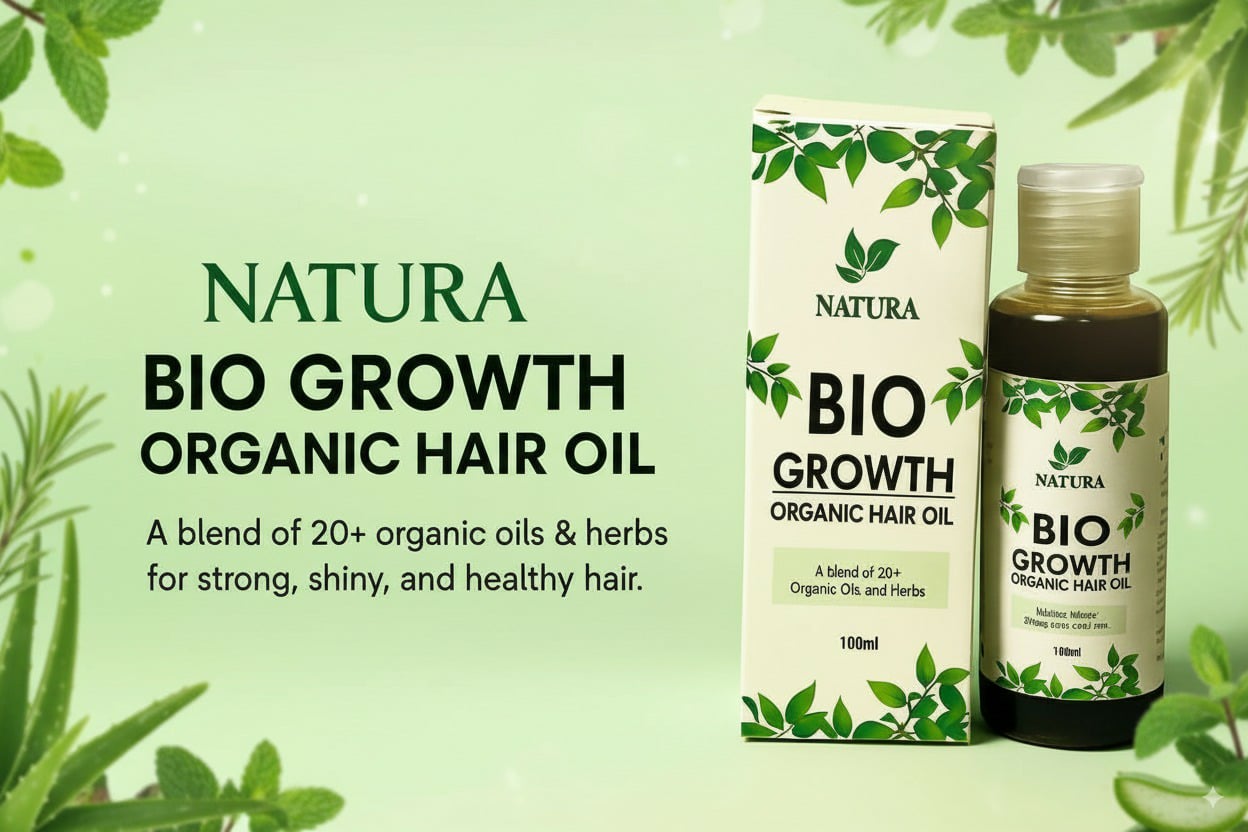 NATURA
BIO GROWTH
ORGANIC HAIR OIL
A blend of 20+ organic oils & herbs
for strong, shiny, and healthy hair.
NATURA
BIO
GROWTH
ORGANIC HAIR OIL
A blend of 20+
Organic Oils. and Herbs
100ml
NATURA
BIO
GROWTH
ORGANIC HAIR OIL